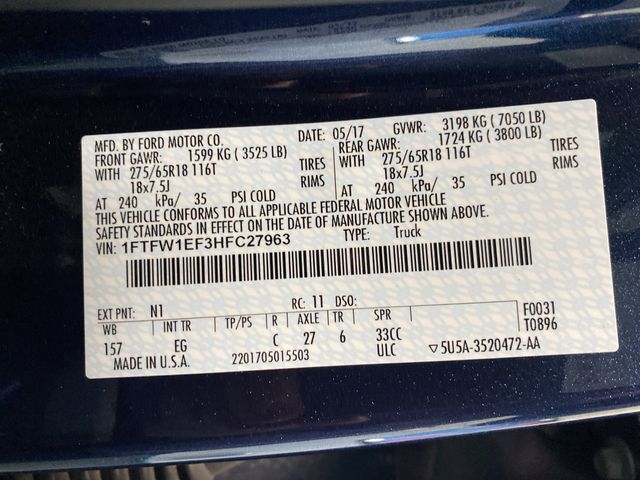 MFD. BY FORD MOTOR CO. DATE: 05/17 GVWR: 3198 KG ( 7050 LB)
FRONT GAWR: 1599 KG ( 3525 LB) REAR GAWR: 1724 KG ( 3800 LB)
WITH 275/65R18 116T TIRES WITH 275/65R18 116T TIRES
18x7.5J RIMS 18x7.5J RIMS
AT 240 kPa/ 35 PSI COLD AT 240 kPa/ 35 PSI COLD
THIS VEHICLE CONFORMS TO ALL APPLICABLE FEDERAL MOTOR VEHICLE
SAFETY STANDARDS IN EFFECT ON THE DATE OF MANUFACTURE SHOWN ABOVE.
VIN: 1FTFW1EF3HFC27963 TYPE: Truck
EXT PNT: N1 RC: 11 DSO: F0031
WB INT TR TP/PS R AXLE TR SPR T0896
157 EG C 27 6 33CC
MADE IN U.S.A. 2201705015503 ULC ▽5U5A-3520472-AA